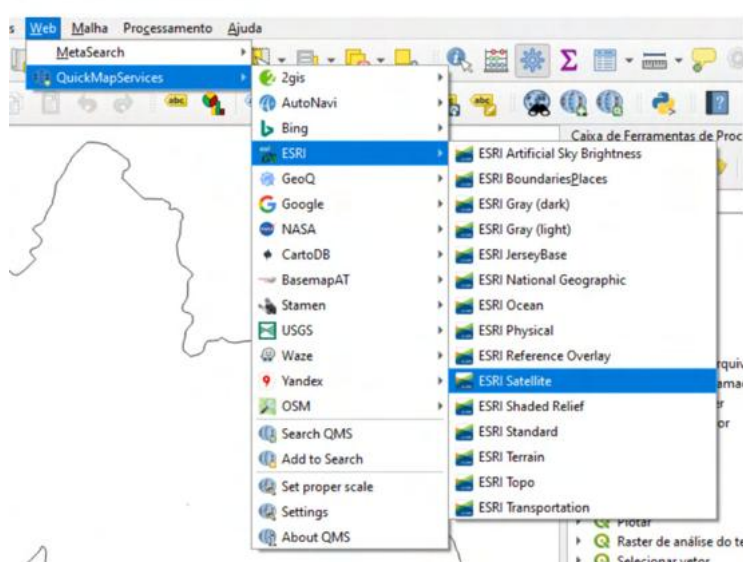 s Web Malha Processamento Ajuda
MetaSearch
QuickMapServices
abc
abc
2gis
AutoNavi
Bing
ESRI
GeoQ
Google
NASA
CartoDB
BasemapAT
Stamen
USGS
Waze
Yandex
OSM
Search QMS
Add to Search
Set proper scale
Settings
About QMS
Caixa de Ferramentas de Proc
ESRI Artificial Sky Brightness
ESRI BoundariesPlaces
ESRI Gray (dark)
ESRI Gray (light)
ESRI JerseyBase
ESRI National Geographic
ESRI Ocean
ESRI Physical
ESRI Reference Overlay
ESRI Satellite
ESRI Shaded Relief
ESRI Standard
ESRI Terrain
ESRI Topo
ESRI Transportation
Plotar
Raster de análise do te
Selecionar vetor